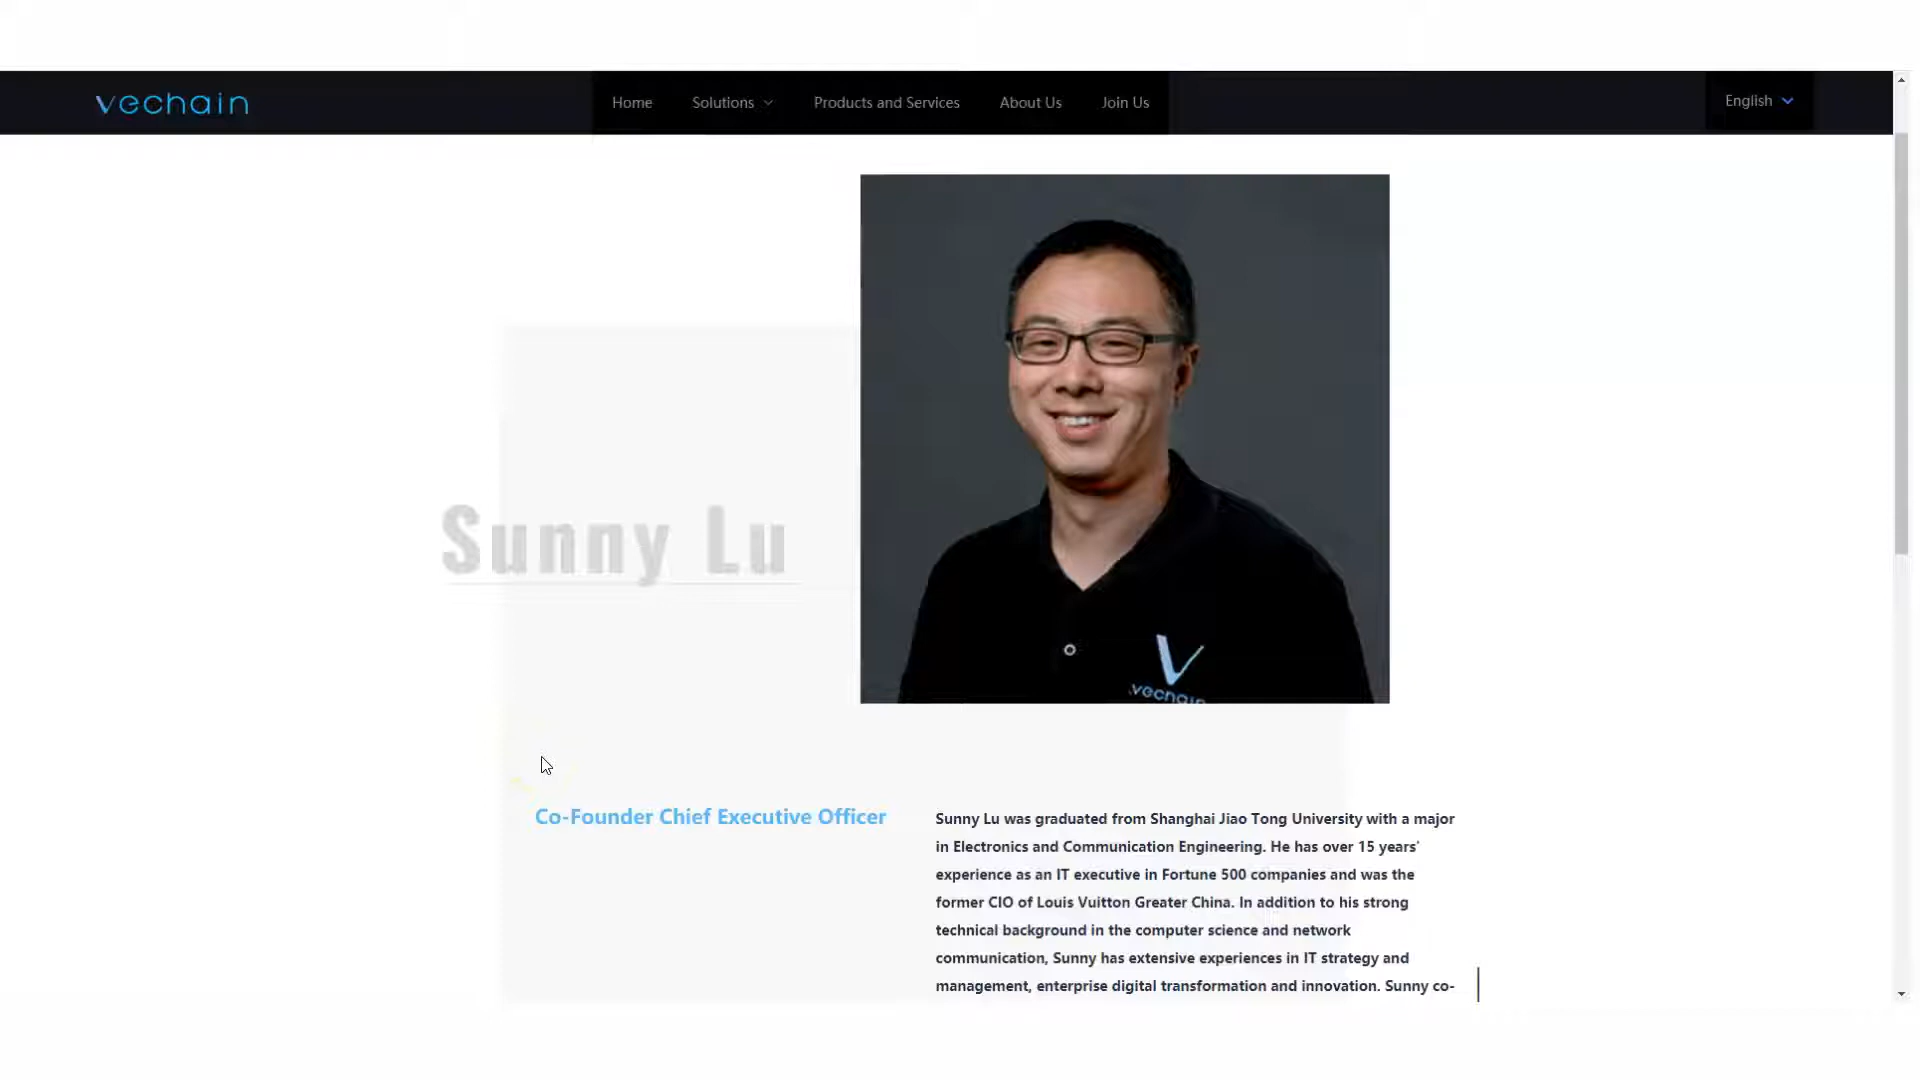 vechain
Home Solutions Products and Services About Us Join Us
English
Sunny Lu
vechain
Co-Founder Chief Executive Officer
Sunny Lu was graduated from Shanghai Jiao Tong University with a major
in Electronics and Communication Engineering. He has over 15 years'
experience as an IT executive in Fortune 500 companies and was the
former CIO of Louis Vuitton Greater China. In addition to his strong
technical background in the computer science and network
communication, Sunny has extensive experiences in IT strategy and
management, enterprise digital transformation and innovation. Sunny co-